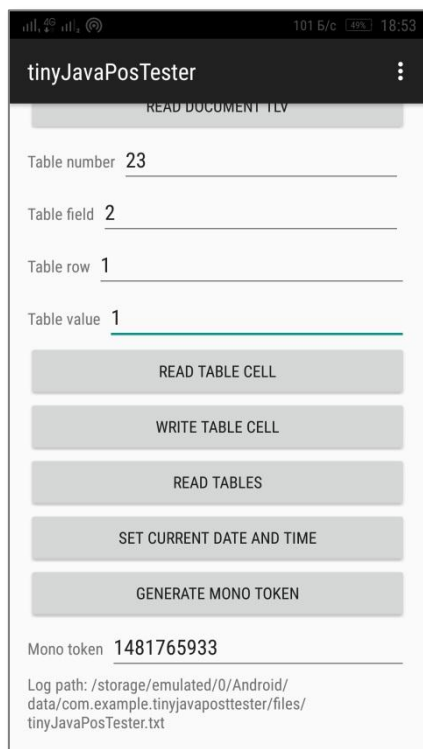 4G 101 Б/с 49% 18:53
tinyJavaPosTester
READ DOCUMENT TLV
Table number 23
Table field 2
Table row 1
Table value 1
READ TABLE CELL
WRITE TABLE CELL
READ TABLES
SET CURRENT DATE AND TIME
GENERATE MONO TOKEN
Mono token 1481765933
Log path: /storage/emulated/0/Android/
data/com.example.tinyjavaposttester/files/
tinyJavaPosTester.txt